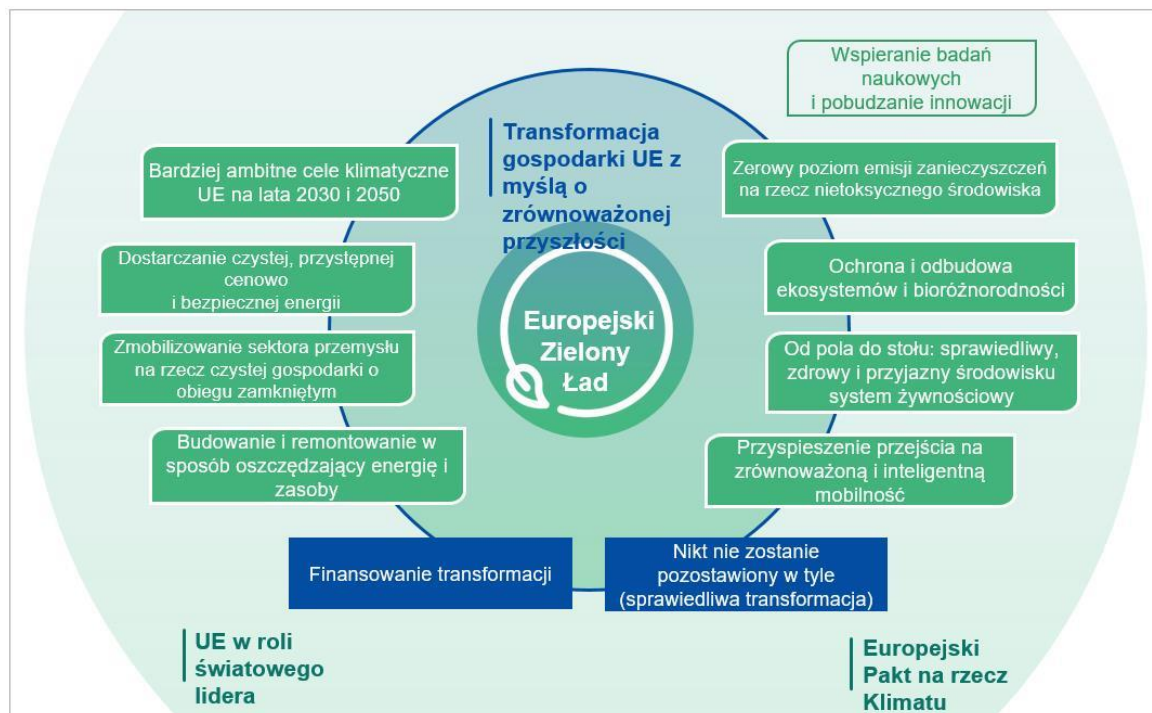 Wspieranie badań
naukowych
i pobudzanie innowacji
Transformacja
gospodarki UE z
myślą o
zrównoważonej
przyszłości
Bardziej ambitne cele klimatyczne
UE na lata 2030 i 2050
Zerowy poziom emisji zanieczyszczeń
na rzecz nietoksycznego środowiska
Dostarczanie czystej, przystępnej
cenowo
i bezpiecznej energii
Ochrona i odbudowa
ekosystemów i bioróżnorodności
Europejski
Zielony
Ład
Zmobilizowanie sektora przemysłu
na rzecz czystej gospodarki o
obiegu zamkniętym
Od pola do stołu: sprawiedliwy,
zdrowy i przyjazny środowisku
system żywnościowy
Budowanie i remontowanie w
sposób oszczędzający energię i
zasoby
Przyspieszenie przejścia na
zrównoważoną i inteligentną
mobilność
Finansowanie transformacji
Nikt nie zostanie
pozostawiony w tyle
(sprawiedliwa transformacja)
UE w roli
światowego
lidera
Europejski
Pakt na rzecz
Klimatu